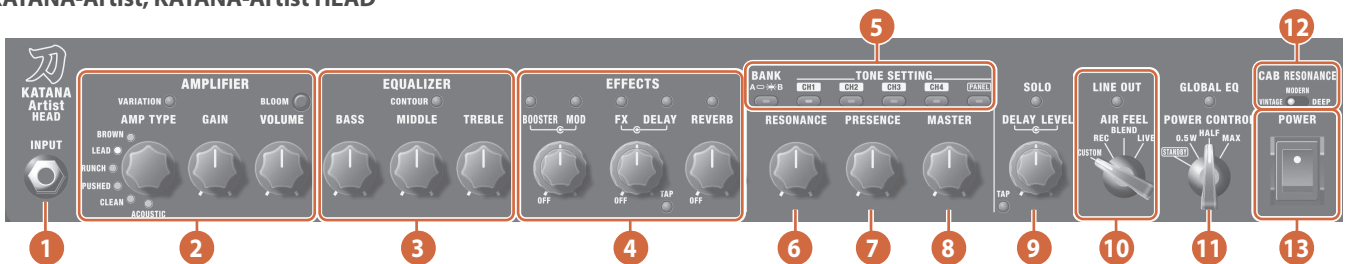 KATANA-Artist, KATANA-Artist HEAD
5
12
刀
KATANA
Artist
HEAD
INPUT
AMPLIFIER
VARIATION
BLOOM
AMP TYPE
GAIN
VOLUME
BROWN
LEAD
RUNCH
PUSHED
CLEAN
ACOUSTIC
EQUALIZER
CONTOUR
BASS
MIDDLE
TREBLE
EFFECTS
BOOSTER MOD
FX DELAY
REVERB
OFF
OFF
TAP
OFF
BANK
A B
TONE SETTING
CH1
CH2
CH3
CH4
PANEL
RESONANCE
PRESENCE
MASTER
SOLO
DELAY LEVEL
TAP
LINE OUT
AIR FEEL
CUSTOM
REC
BLEND
LIVE
GLOBAL EQ
POWER CONTROL
STANDBY
0.5W
HALF
MAX
CAB RESONANCE
MODERN
VINTAGE
DEEP
POWER
1
2
3
4
6
7
8
9
10
11
13